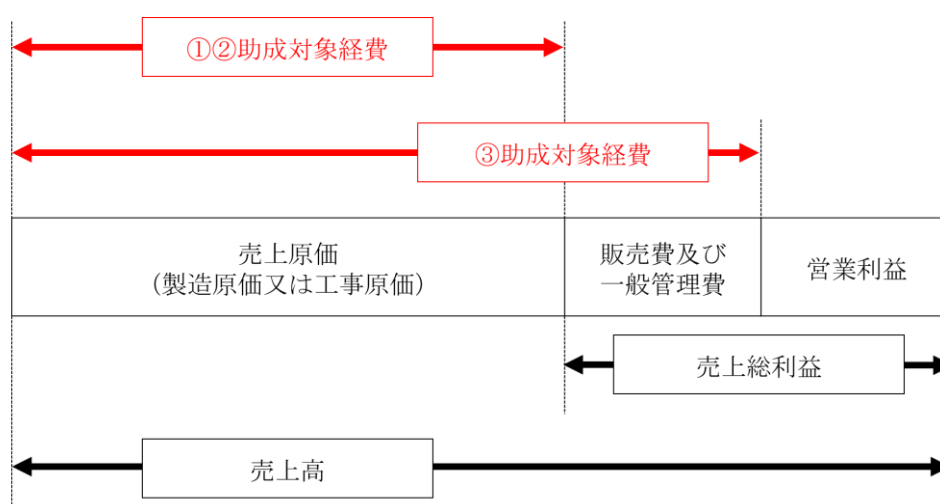 ①②助成対象経費
③助成対象経費
売上原価
（製造原価又は工事原価）
販売費及び
一般管理費
営業利益
売上総利益
売上高